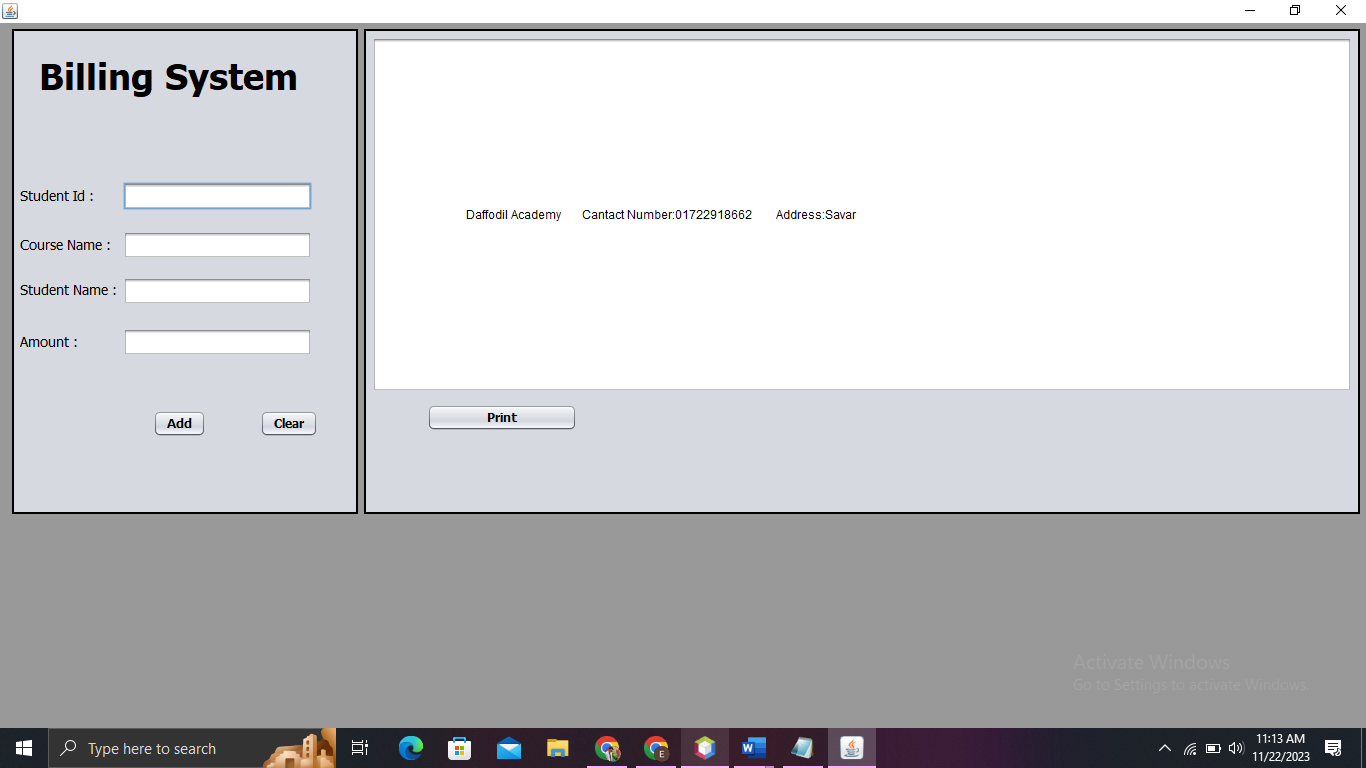 Billing System
Student Id :
Course Name :
Student Name :
Amount :
Add Clear
Daffodil Academy Cantact Number:01722918662 Address:Savar
Print
Activate Windows
Go to Settings to activate Windows.
Type here to search
E
W
11:13 AM
11/22/2023
3